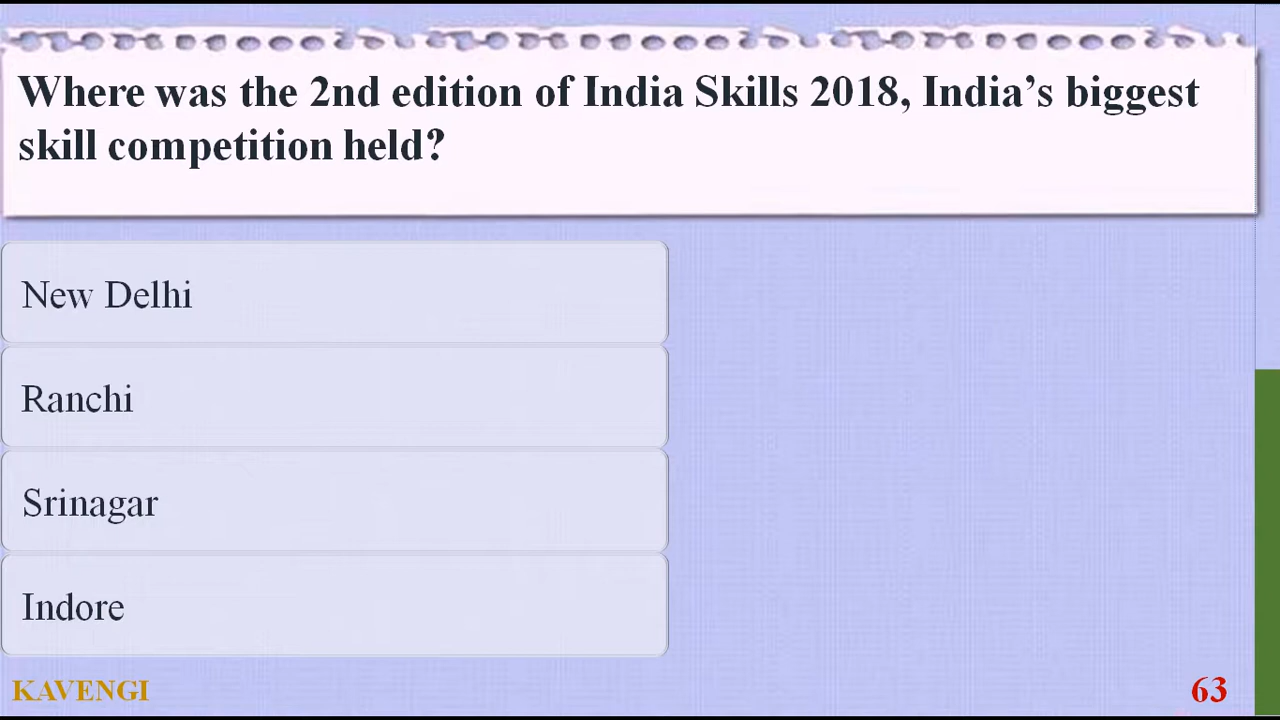 Where was the 2nd edition of India Skills 2018, India’s biggest
skill competition held?
New Delhi
Ranchi
Srinagar
Indore
KAVENGI
63